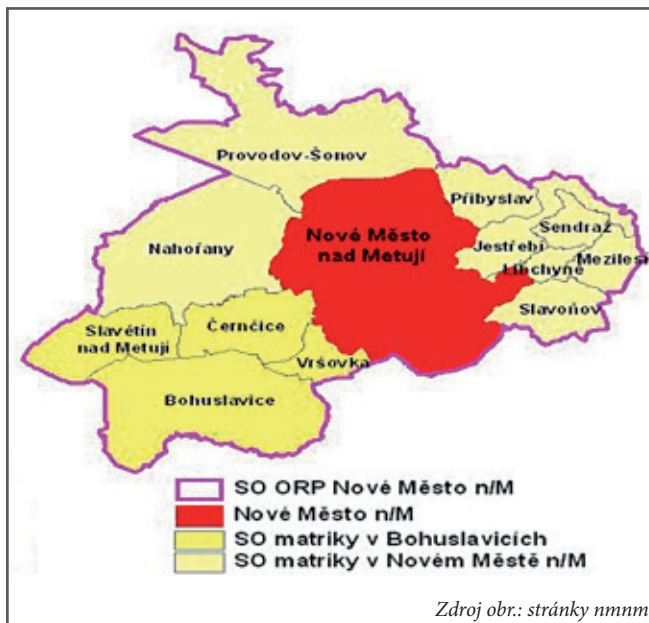 Provodov-Šonov
Přibyslav
Sendraž
Nové Město
nad Metují
Jestřebí
Mezilesí
Nahořany
Libchyně
Slavoňov
Slavětín
nad Metují
Černčice
Vršovka
Bohuslavice
SO ORP Nové Město n/M
Nové Město n/M
SO matriky v Bohuslavicích
SO matriky v Novém Městě n/M
Zdroj obr.: stránky nmnm